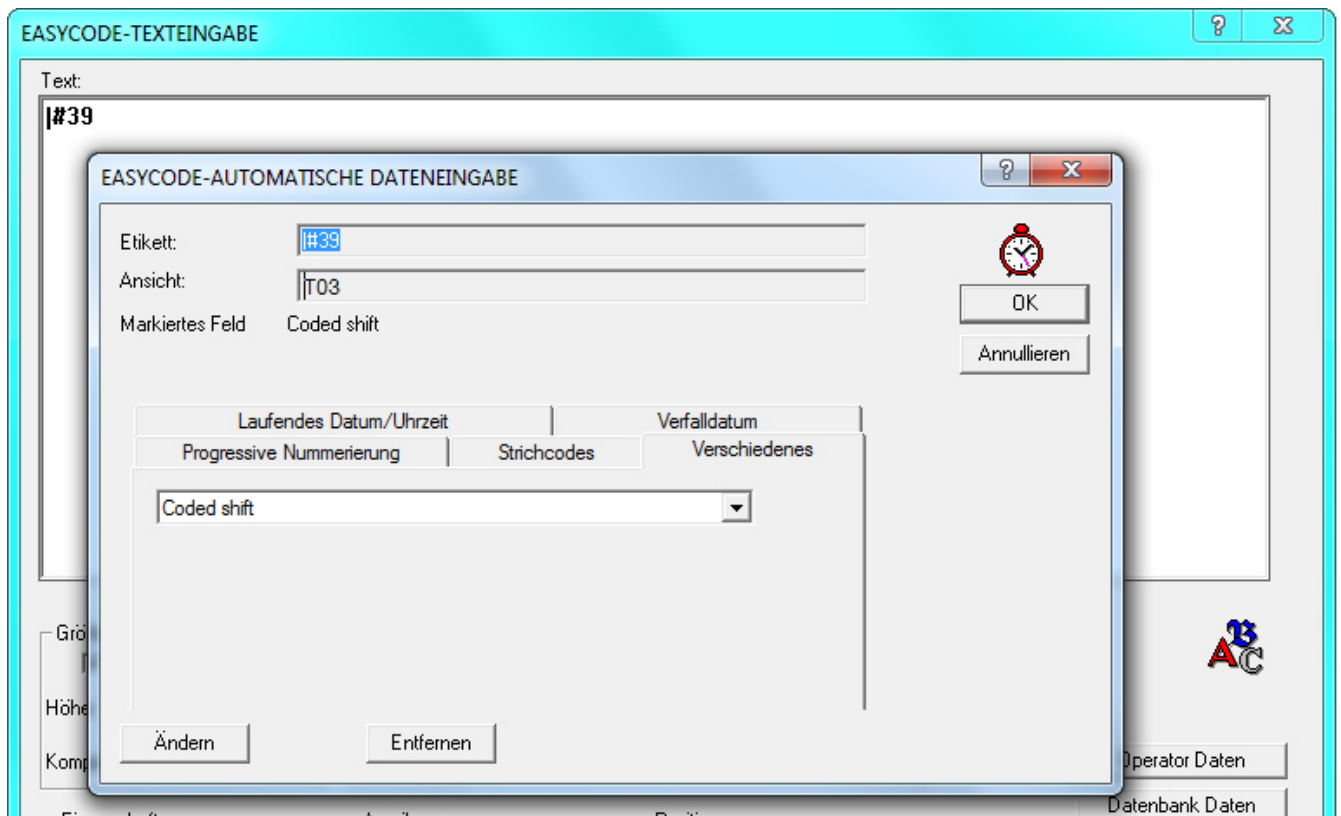 EASYCODE-TEXTEINGABE
Text:
|#39
EASYCODE-AUTOMATISCHE DATENEINGABE
Etikett: |#39
Ansicht: T03
Markiertes Feld Coded shift
OK
Annullieren
Laufendes Datum/Uhrzeit Verfalldatum
Progressive Nummerierung Strichcodes Verschiedenes
Coded shift
Ändern Entfernen
ABC
Operator Daten
Datenbank Daten